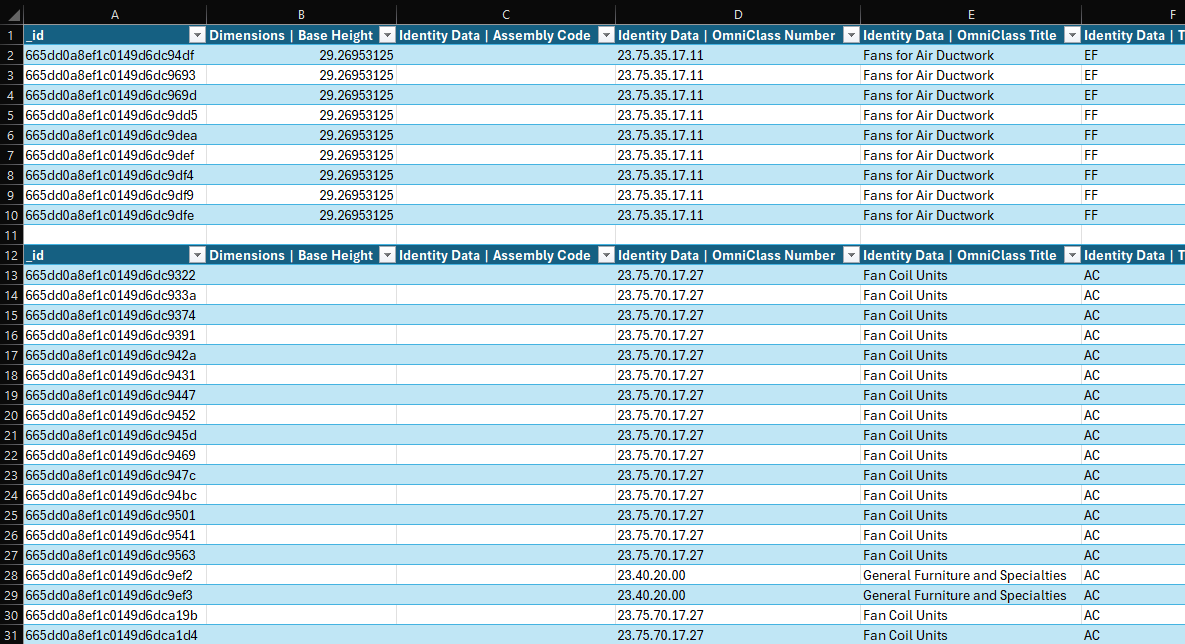 A B C D E F
1 _id Dimensions | Base Height Identity Data | Assembly Code Identity Data | OmniClass Number Identity Data | OmniClass Title Identity Data | T
2 665dd0a8ef1c0149d6dc94df 29.26953125 23.75.35.17.11 Fans for Air Ductwork EF
3 665dd0a8ef1c0149d6dc9693 29.26953125 23.75.35.17.11 Fans for Air Ductwork EF
4 665dd0a8ef1c0149d6dc969d 29.26953125 23.75.35.17.11 Fans for Air Ductwork EF
5 665dd0a8ef1c0149d6dc9dd5 29.26953125 23.75.35.17.11 Fans for Air Ductwork FF
6 665dd0a8ef1c0149d6dc9dea 29.26953125 23.75.35.17.11 Fans for Air Ductwork FF
7 665dd0a8ef1c0149d6dc9def 29.26953125 23.75.35.17.11 Fans for Air Ductwork FF
8 665dd0a8ef1c0149d6dc9df4 29.26953125 23.75.35.17.11 Fans for Air Ductwork FF
9 665dd0a8ef1c0149d6dc9df9 29.26953125 23.75.35.17.11 Fans for Air Ductwork FF
10 665dd0a8ef1c0149d6dc9dfe 29.26953125 23.75.35.17.11 Fans for Air Ductwork FF
11
12 _id Dimensions | Base Height Identity Data | Assembly Code Identity Data | OmniClass Number Identity Data | OmniClass Title Identity Data | T
13 665dd0a8ef1c0149d6dc9322 23.75.70.17.27 Fan Coil Units AC
14 665dd0a8ef1c0149d6dc933a 23.75.70.17.27 Fan Coil Units AC
15 665dd0a8ef1c0149d6dc9374 23.75.70.17.27 Fan Coil Units AC
16 665dd0a8ef1c0149d6dc9391 23.75.70.17.27 Fan Coil Units AC
17 665dd0a8ef1c0149d6dc942a 23.75.70.17.27 Fan Coil Units AC
18 665dd0a8ef1c0149d6dc9431 23.75.70.17.27 Fan Coil Units AC
19 665dd0a8ef1c0149d6dc9447 23.75.70.17.27 Fan Coil Units AC
20 665dd0a8ef1c0149d6dc9452 23.75.70.17.27 Fan Coil Units AC
21 665dd0a8ef1c0149d6dc945d 23.75.70.17.27 Fan Coil Units AC
22 665dd0a8ef1c0149d6dc9469 23.75.70.17.27 Fan Coil Units AC
23 665dd0a8ef1c0149d6dc947c 23.75.70.17.27 Fan Coil Units AC
24 665dd0a8ef1c0149d6dc94bc 23.75.70.17.27 Fan Coil Units AC
25 665dd0a8ef1c0149d6dc9501 23.75.70.17.27 Fan Coil Units AC
26 665dd0a8ef1c0149d6dc9541 23.75.70.17.27 Fan Coil Units AC
27 665dd0a8ef1c0149d6dc9563 23.75.70.17.27 Fan Coil Units AC
28 665dd0a8ef1c0149d6dc9ef2 23.40.20.00 General Furniture and Specialties AC
29 665dd0a8ef1c0149d6dc9ef3 23.40.20.00 General Furniture and Specialties AC
30 665dd0a8ef1c0149d6dca19b 23.75.70.17.27 Fan Coil Units AC
31 665dd0a8ef1c0149d6dca1d4 23.75.70.17.27 Fan Coil Units AC